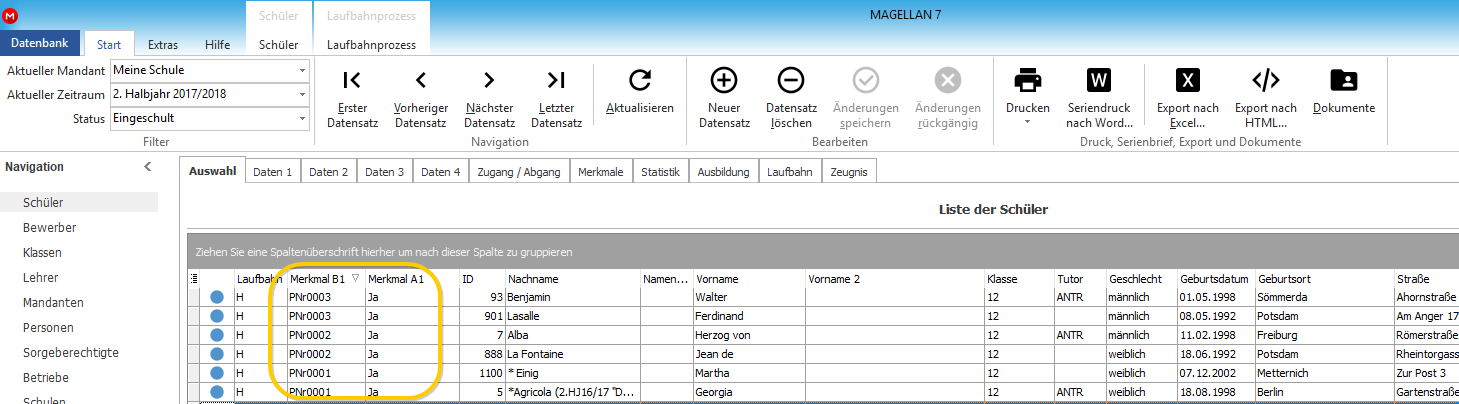 MAGELLAN 7
Schüler Laufbahnprozess
Datenbank Start Extras Hilfe Schüler Laufbahnprozess
Aktueller Mandant Meine Schule
Aktueller Zeitraum 2. Halbjahr 2017/2018
Status Eingeschult
Filter
Erster Datensatz
Vorheriger Datensatz
Nächster Datensatz
Letzter Datensatz
Aktualisieren
Navigation
Neuer Datensatz
Datensatz löschen
Änderungen speichern
Änderungen rückgängig
Bearbeiten
Drucken
Seriendruck nach Word...
Export nach Excel...
Export nach HTML...
Dokumente
Druck, Serienbrief, Export und Dokumente
Navigation
Schüler
Bewerber
Klassen
Lehrer
Mandanten
Personen
Sorgeberechtigte
Betriebe
Schulen
Auswahl Daten 1 Daten 2 Daten 3 Daten 4 Zugang / Abgang Merkmale Statistik Ausbildung Laufbahn Zeugnis
Liste der Schüler
Ziehen Sie eine Spaltenüberschrift hierher um nach dieser Spalte zu gruppieren
Laufbahn Merkmal B1 Merkmal A1 ID Nachname Namen... Vorname Vorname 2 Klasse Tutor Geschlecht Geburtsdatum Geburtsort Straße
H PNr0003 Ja 93 Benjamin Walter 12 ANTR männlich 01.05.1998 Sömmerda Ahornstraße
H PNr0003 Ja 901 Lasalle Ferdinand 12 männlich 08.05.1992 Potsdam Am Anger 17
H PNr0002 Ja 7 Alba Herzog von 12 ANTR männlich 11.02.1998 Freiburg Römerstraße
H PNr0002 Ja 888 La Fontaine Jean de 12 weiblich 18.06.1992 Potsdam Rheintorgass
H PNr0001 Ja 1100 * Einig Martha 12 weiblich 07.12.2002 Metternich Zur Post 3
H PNr0001 Ja 5 *Agricola (2.HJ16/17 "D... Georgia 12 ANTR weiblich 18.08.1998 Berlin Gartenstraße